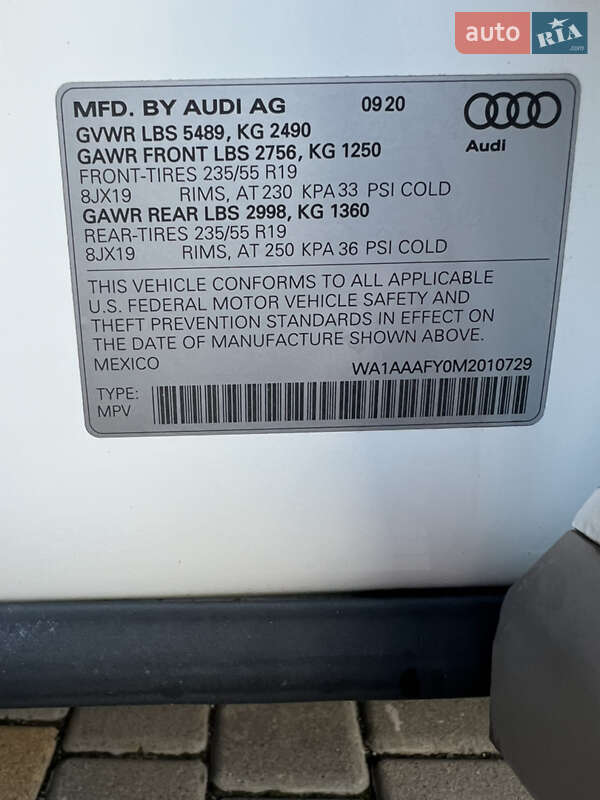 auto RIA.com
MFD. BY AUDI AG 0920
GVWR LBS 5489, KG 2490
GAWR FRONT LBS 2756, KG 1250
Audi
FRONT-TIRES 235/55 R19
8JX19 RIMS, AT 230 KPA 33 PSI COLD
GAWR REAR LBS 2998, KG 1360
REAR-TIRES 235/55 R19
8JX19 RIMS, AT 250 KPA 36 PSI COLD
THIS VEHICLE CONFORMS TO ALL APPLICABLE
U.S. FEDERAL MOTOR VEHICLE SAFETY AND
THEFT PREVENTION STANDARDS IN EFFECT ON
THE DATE OF MANUFACTURE SHOWN ABOVE.
MEXICO WA1AAAFY0M2010729
TYPE:
MPV